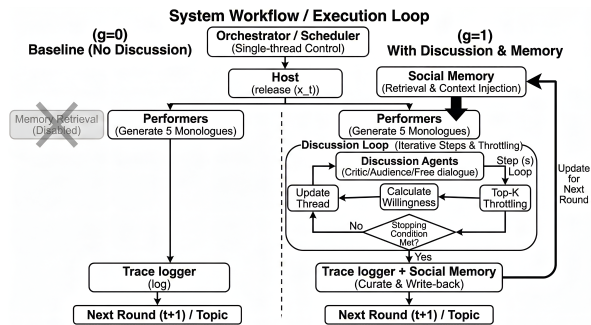 System Workflow / Execution Loop
(g=0)
Baseline (No Discussion)
Orchestrator / Scheduler
(Single-thread Control)
(g=1)
With Discussion & Memory
Host
(release (x_t))
Social Memory
(Retrieval & Context Injection)
Memory Retrieval
(Disabled)
Performers
(Generate 5 Monologues)
Performers
(Generate 5 Monologues)
Discussion Loop (Iterative Steps & Throttling)
Discussion Agents
(Critic/Audience/Free dialogue)
Step (s)
Loop
Update
for
Next
Round
Update
Thread
Calculate
Willingness
Top-K
Throttling
No
Stopping
Condition
Met?
Yes
Trace logger
(log)
Trace logger + Social Memory
(Curate & Write-back)
Next Round (t+1) / Topic
Next Round (t+1) / Topic